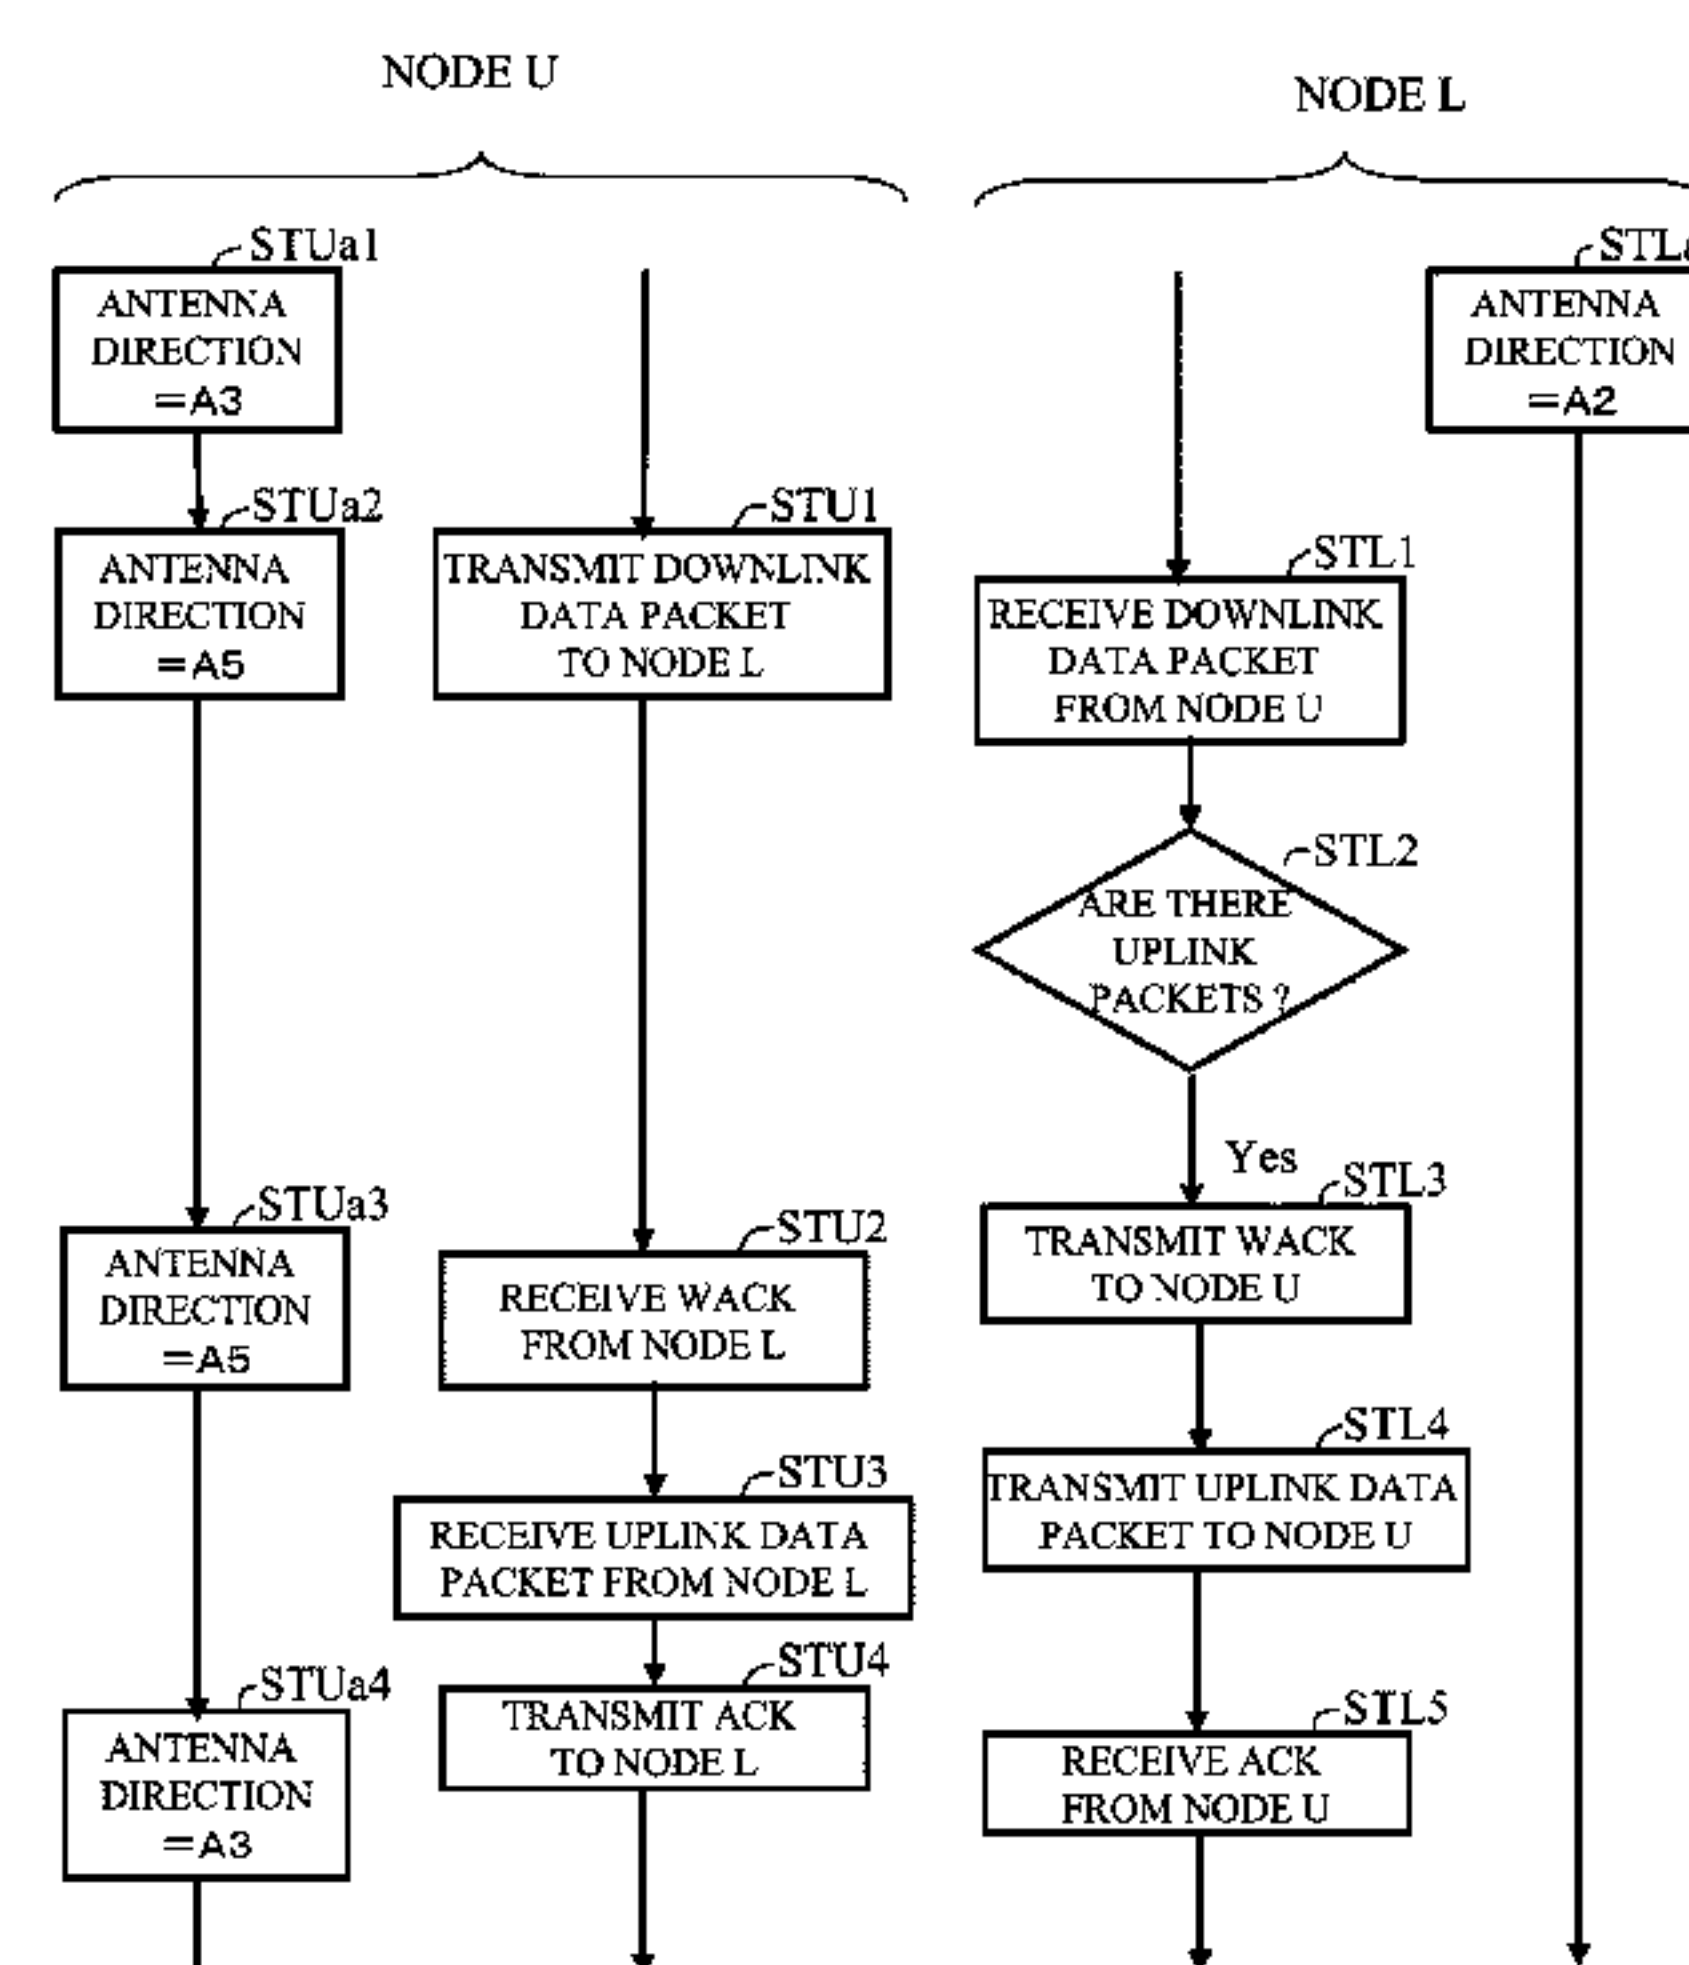 NODE U
NODE L
STUa1
ANTENNA
DIRECTION
=A3
STUa2
ANTENNA
DIRECTION
=A5
STU1
TRANSMIT DOWNLINK
DATA PACKET
TO NODE L
STUa3
ANTENNA
DIRECTION
=A5
STU2
RECEIVE WACK
FROM NODE L
STU3
RECEIVE UPLINK DATA
PACKET FROM NODE L
STUa4
ANTENNA
DIRECTION
=A3
STU4
TRANSMIT ACK
TO NODE L
STL1
RECEIVE DOWNLINK
DATA PACKET
FROM NODE U
STL2
ARE THERE
UPLINK
PACKETS ?
Yes
STL3
TRANSMIT WACK
TO NODE U
STL4
TRANSMIT UPLINK DATA
PACKET TO NODE U
STL5
RECEIVE ACK
FROM NODE U
ANTENNA
DIRECTION
=A2